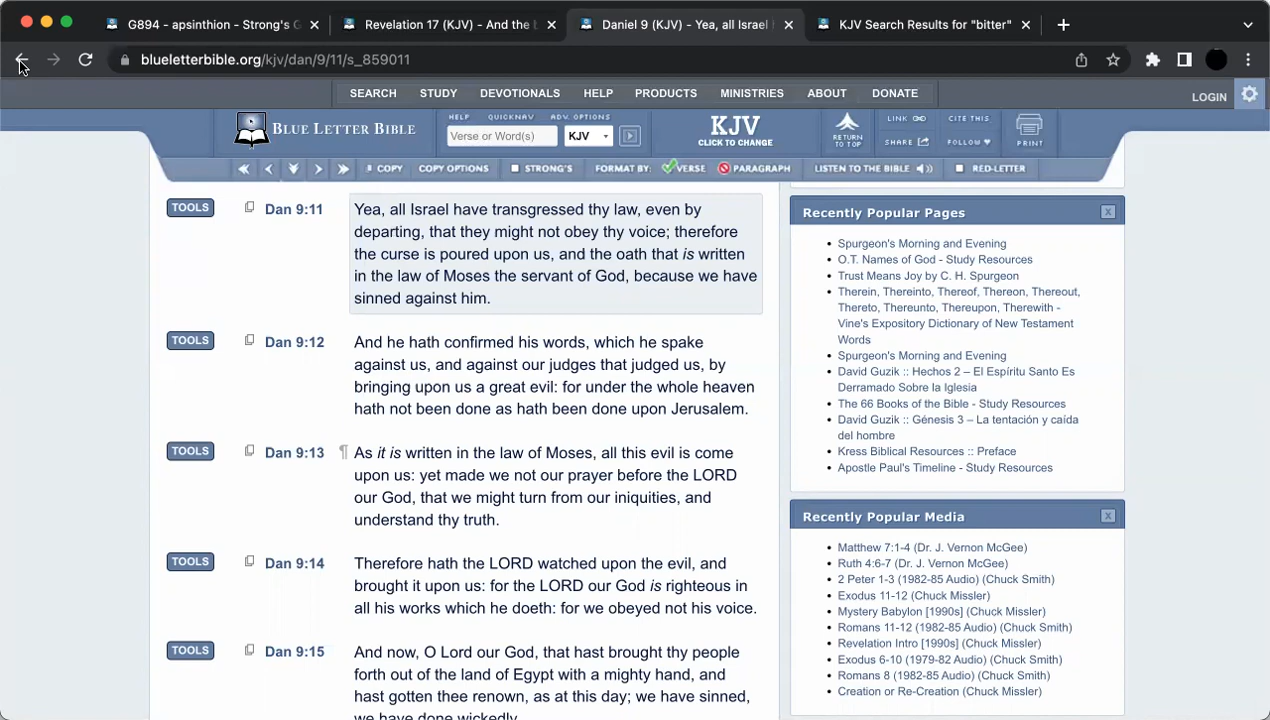 G894 - apsinthion - Strong's G
Revelation 17 (KJV) - And the
Daniel 9 (KJV) - Yea, all Israel
KJV Search Results for "bitter"
blueletterbible.org/kjv/dan/9/11/s_859011
SEARCH STUDY DEVOTIONALS HELP PRODUCTS MINISTRIES ABOUT DONATE
LOGIN
BLUE LETTER BIBLE
HELP QUICKNAV ADV. OPTIONS
Verse or Word(s)
KJV
KJV
CLICK TO CHANGE
RETURN
TO TOP
LINK
SHARE
CITE THIS
FOLLOW
PRINT
COPY COPY OPTIONS STRONG'S FORMAT BY: VERSE PARAGRAPH LISTEN TO THE BIBLE RED-LETTER
TOOLS Dan 9:11 Yea, all Israel have transgressed thy law, even by
departing, that they might not obey thy voice; therefore
the curse is poured upon us, and the oath that is written
in the law of Moses the servant of God, because we have
sinned against him.
TOOLS Dan 9:12 And he hath confirmed his words, which he spake
against us, and against our judges that judged us, by
bringing upon us a great evil: for under the whole heaven
hath not been done as hath been done upon Jerusalem.
TOOLS Dan 9:13 ¶ As it is written in the law of Moses, all this evil is come
upon us: yet made we not our prayer before the LORD
our God, that we might turn from our iniquities, and
understand thy truth.
TOOLS Dan 9:14 Therefore hath the LORD watched upon the evil, and
brought it upon us: for the LORD our God is righteous in
all his works which he doeth: for we obeyed not his voice.
TOOLS Dan 9:15 And now, O Lord our God, that hast brought thy people
forth out of the land of Egypt with a mighty hand, and
hast gotten thee renown, as at this day; we have sinned,
we have done wickedly.
Recently Popular Pages
Spurgeon's Morning and Evening
O.T. Names of God - Study Resources
Trust Means Joy by C. H. Spurgeon
Therein, Thereinto, Thereof, Thereon, Thereout,
Thereto, Thereunto, Thereupon, Therewith -
Vine's Expository Dictionary of New Testament
Words
Spurgeon's Morning and Evening
David Guzik :: Hechos 2 – El Espíritu Santo Es
Derramado Sobre la Iglesia
The 66 Books of the Bible - Study Resources
David Guzik :: Génesis 3 – La tentación y caída
del hombre
Kress Biblical Resources :: Preface
Apostle Paul's Timeline - Study Resources
Recently Popular Media
Matthew 7:1-4 (Dr. J. Vernon McGee)
Ruth 4:6-7 (Dr. J. Vernon McGee)
2 Peter 1-3 (1982-85 Audio) (Chuck Smith)
Exodus 11-12 (Chuck Missler)
Mystery Babylon [1990s] (Chuck Missler)
Romans 11-12 (1982-85 Audio) (Chuck Smith)
Revelation Intro [1990s] (Chuck Missler)
Exodus 6-10 (1979-82 Audio) (Chuck Smith)
Romans 8 (1982-85 Audio) (Chuck Smith)
Creation or Re-Creation (Chuck Missler)